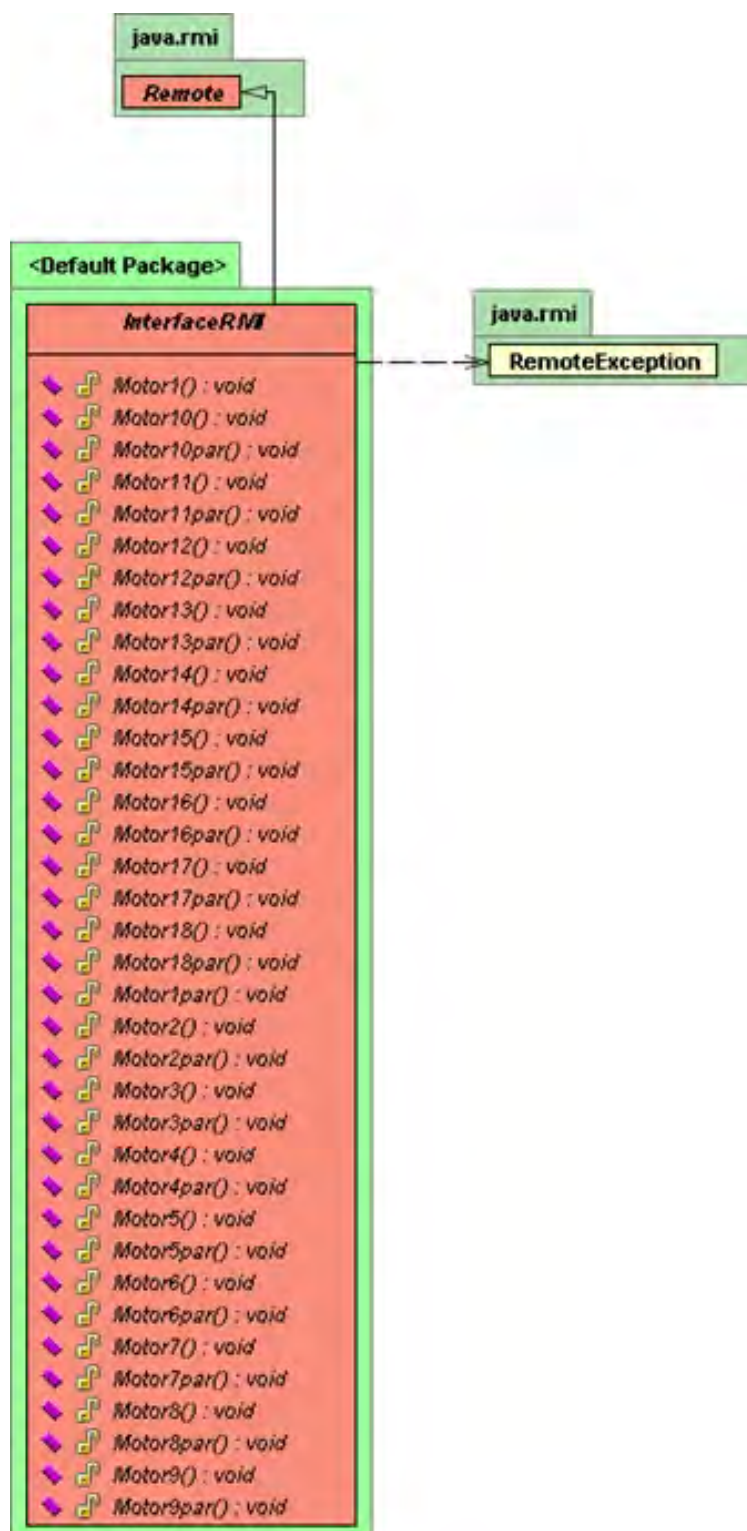 java.rmi
Remote
<Default Package>
InterfaceRMI
java.rmi
RemoteException
Motor1() : void
Motor10() : void
Motor10par() : void
Motor11() : void
Motor11par() : void
Motor12() : void
Motor12par() : void
Motor13() : void
Motor13par() : void
Motor14() : void
Motor14par() : void
Motor15() : void
Motor15par() : void
Motor16() : void
Motor16par() : void
Motor17() : void
Motor17par() : void
Motor18() : void
Motor18par() : void
Motor1par() : void
Motor2() : void
Motor2par() : void
Motor3() : void
Motor3par() : void
Motor4() : void
Motor4par() : void
Motor5() : void
Motor5par() : void
Motor6() : void
Motor6par() : void
Motor7() : void
Motor7par() : void
Motor8() : void
Motor8par() : void
Motor9() : void
Motor9par() : void